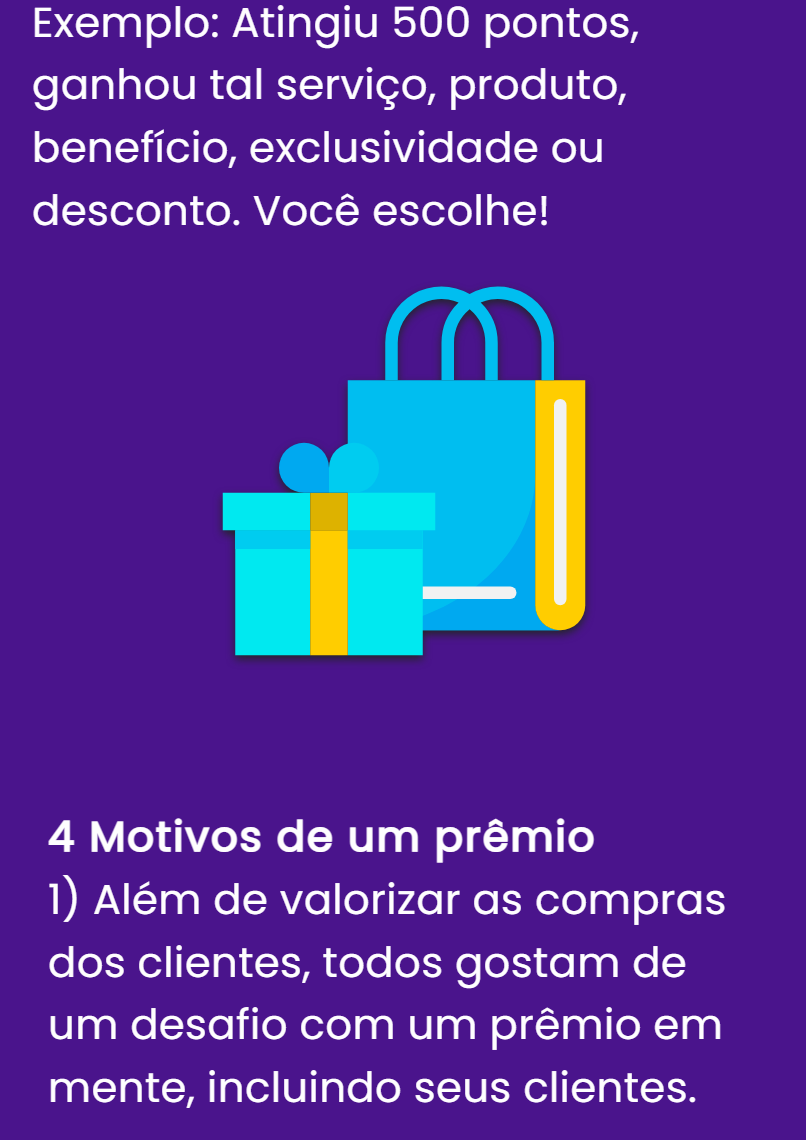 Exemplo: Atingiu 500 pontos,
ganhou tal serviço, produto,
benefício, exclusividade ou
desconto. Você escolhe!
4 Motivos de um prêmio
1) Além de valorizar as compras
dos clientes, todos gostam de
um desafio com um prêmio em
mente, incluindo seus clientes.